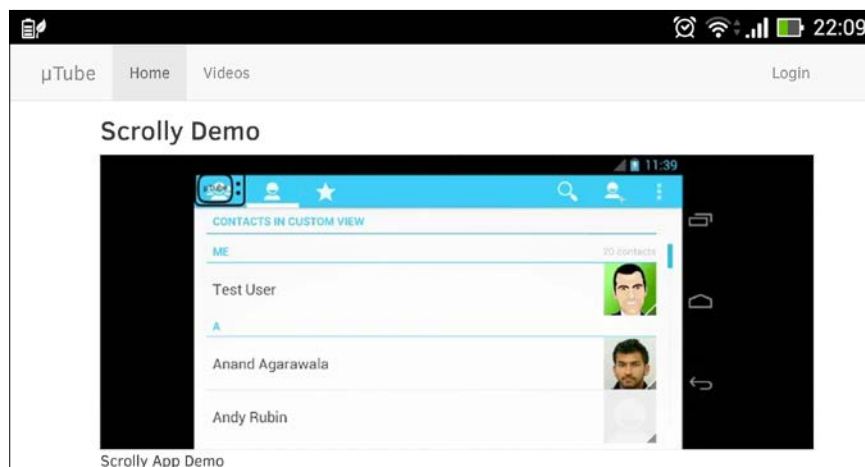 22:09
µTube Home Videos Login
Scrolly Demo
11:39
µTube
CONTACTS IN CUSTOM VIEW
ME 20 contacts
Test User
A
Anand Agarawala
Andy Rubin
Scrolly App Demo